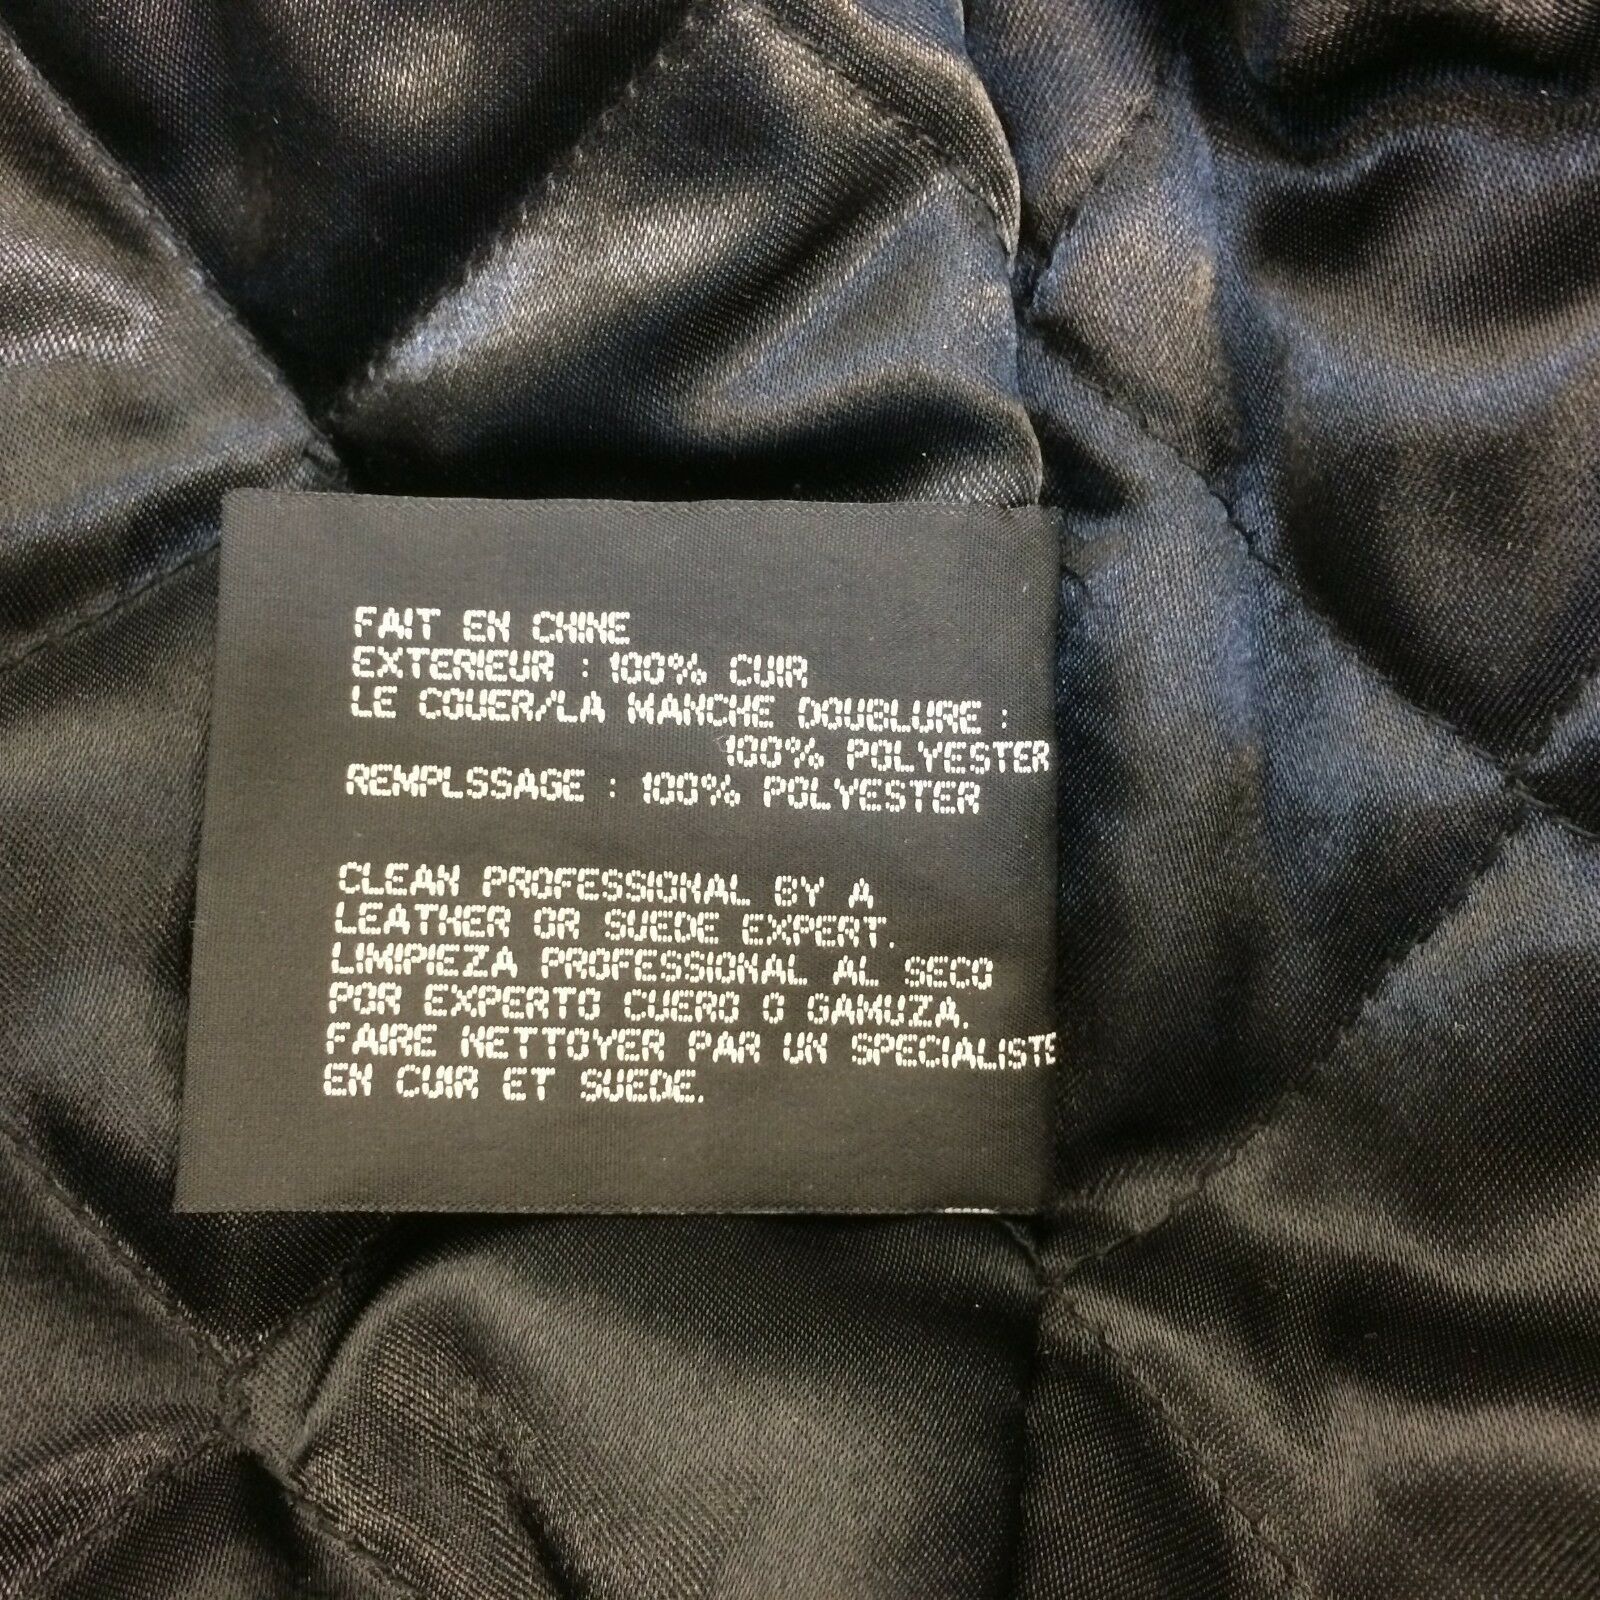 FAIT EN CHINE
EXTERIEUR : 100% CUIR
LE COUER/LA MANCHE DOUBLURE :
100% POLYESTER
REMPLSSAGE : 100% POLYESTER
CLEAN PROFESSIONAL BY A
LEATHER OR SUEDE EXPERT.
LIMIPIEZA PROFESSIONAL AL SECO
POR EXPERTO CUERO O GAMUZA.
FAIRE NETTOYER PAR UN SPECIALISTE
EN CUIR ET SUEDE.